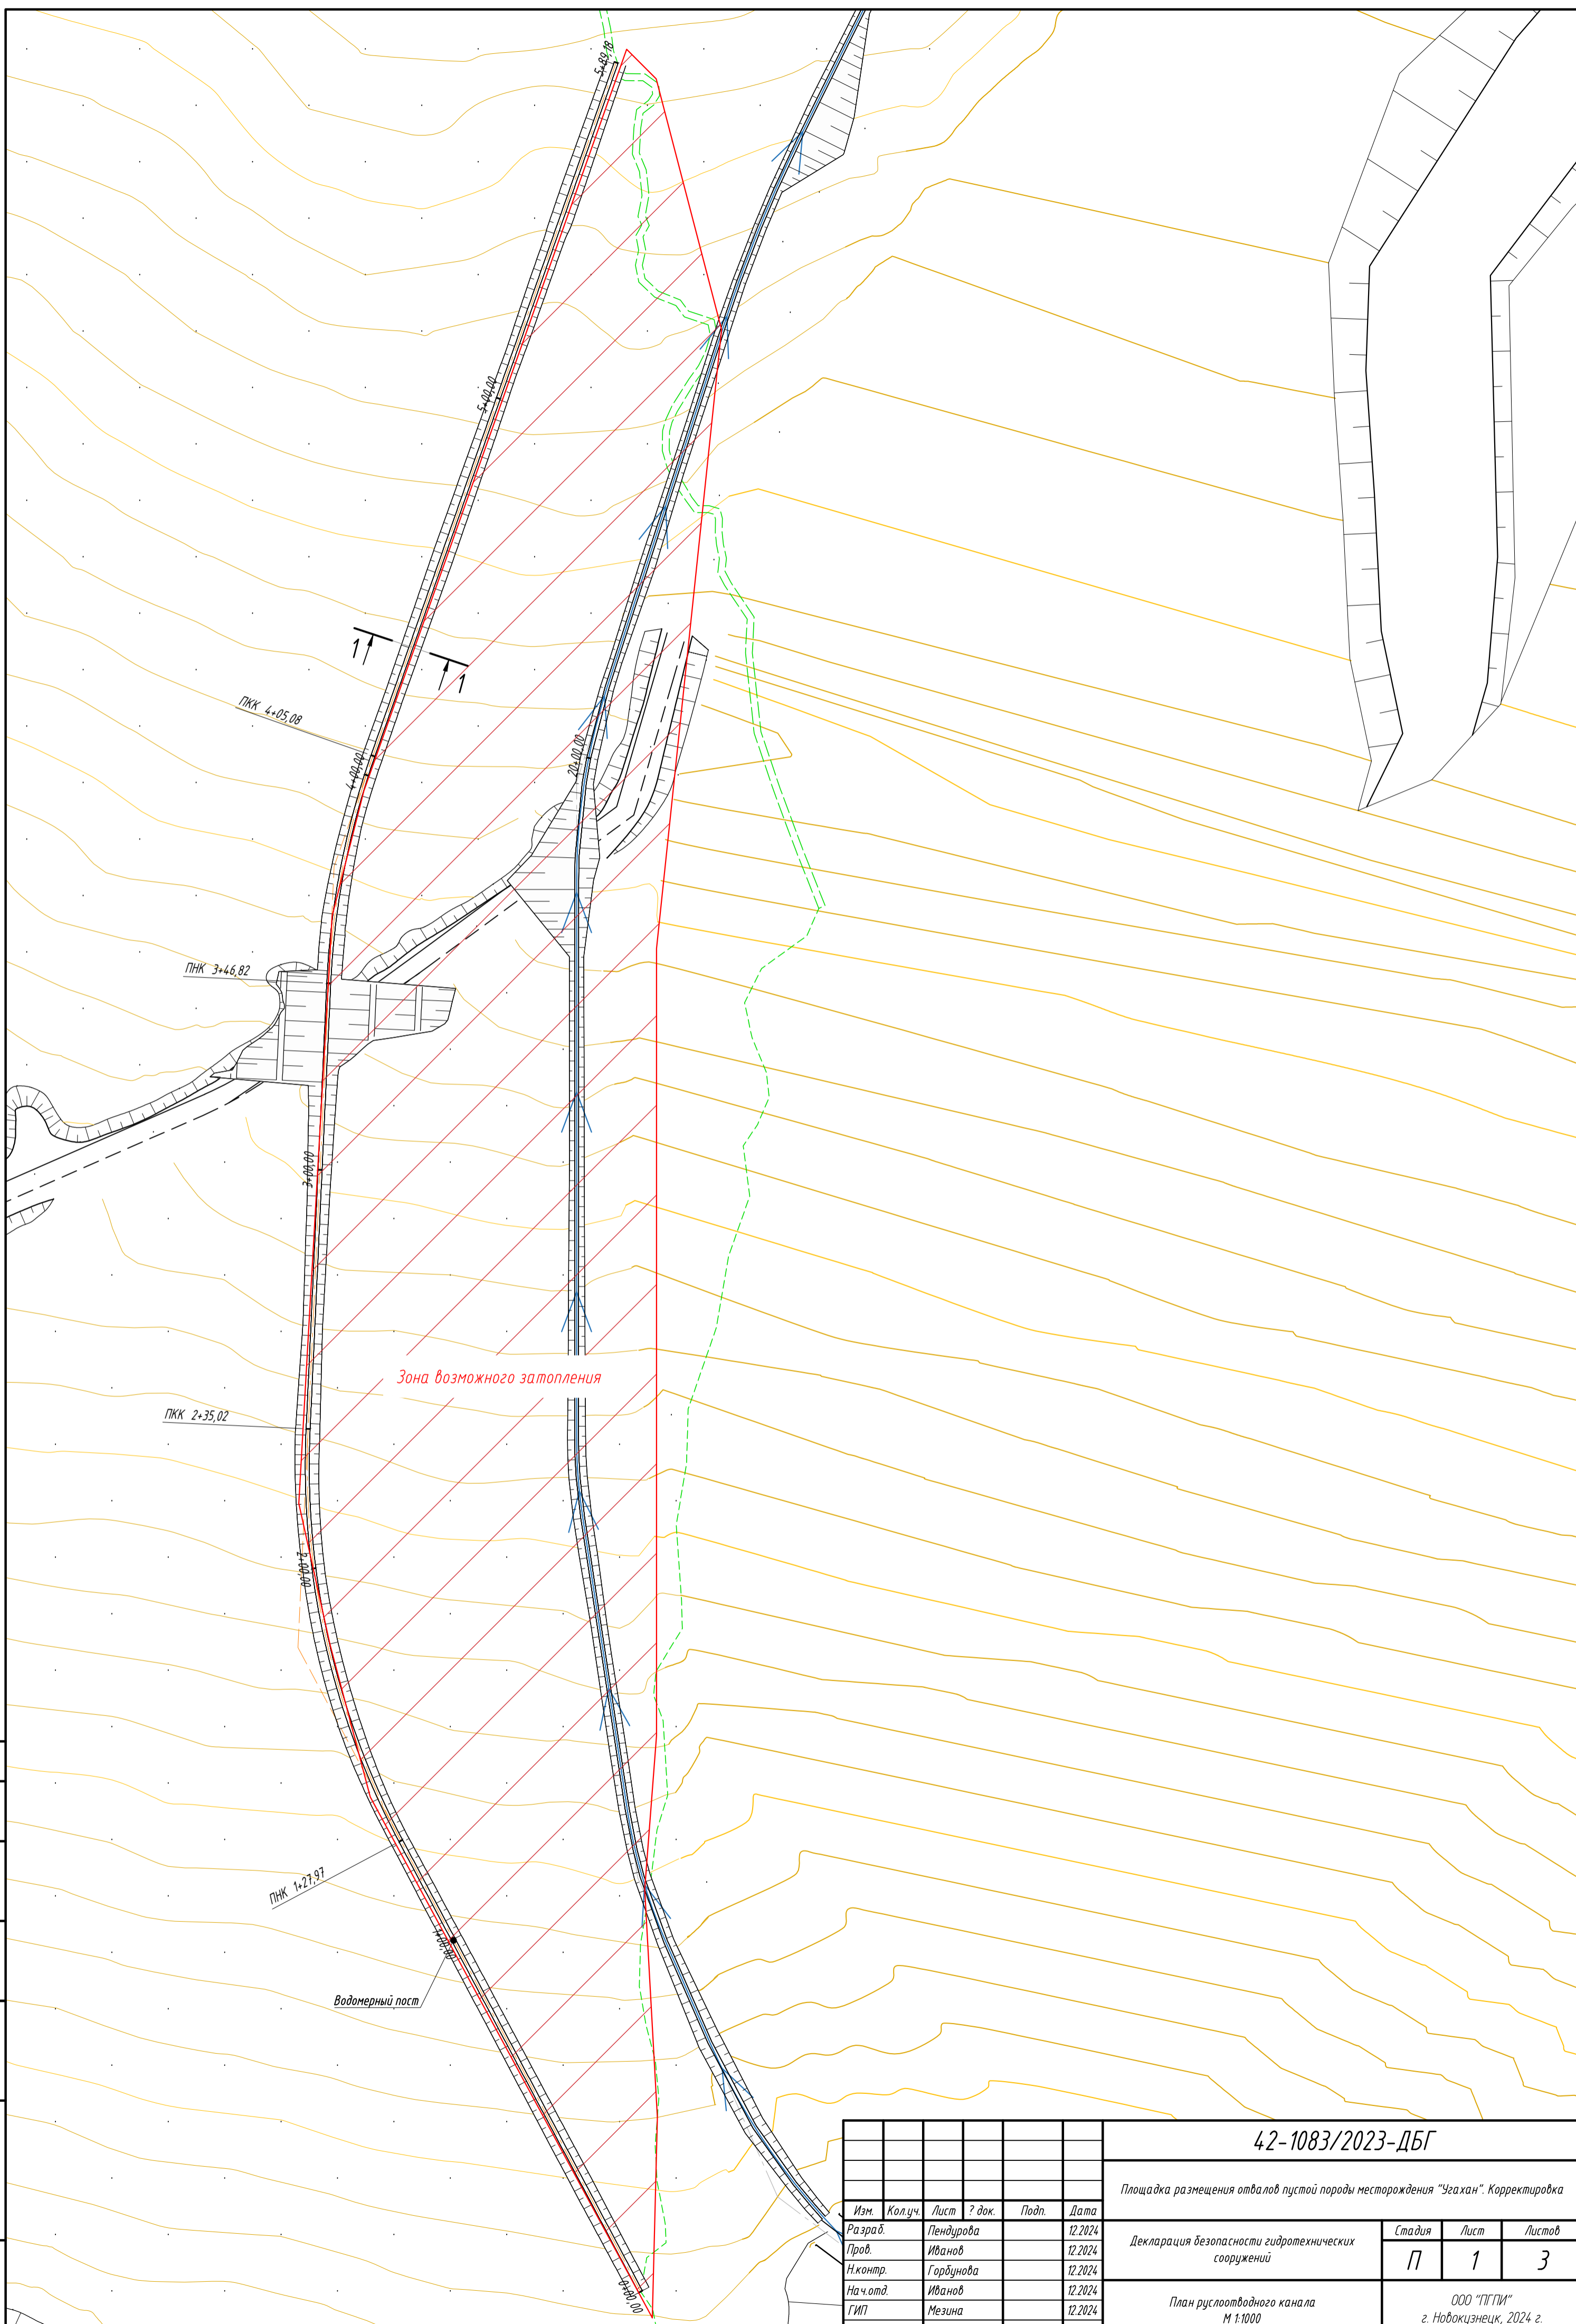 5+89,18
5+00,00
1
1
ПКК 4+05,08
4+00,00
20+00,00
ПНК 3+46,82
3+00,00
Зона возможного затопления
ПКК 2+35,02
2+00,00
ПНК 1+27,97
1+00,00
Водомерный пост
0+00,00
42-1083/2023-ДБГ
Площадка размещения отвалов пустой породы месторождения "Угахан". Корректировка
Изм. Кол.уч. Лист ? док. Подп. Дата
Разраб. Пендурова 12.2024
Пров. Иванов 12.2024
Н.контр. Горбунова 12.2024
Нач.отд. Иванов 12.2024
ГИП Мезина 12.2024
Декларация безопасности гидротехнических
сооружений
Стадия Лист Листов
П 1 3
План руслоотводного канала
М 1:1000
ООО "ПГПИ"
г. Новокузнецк, 2024 г.